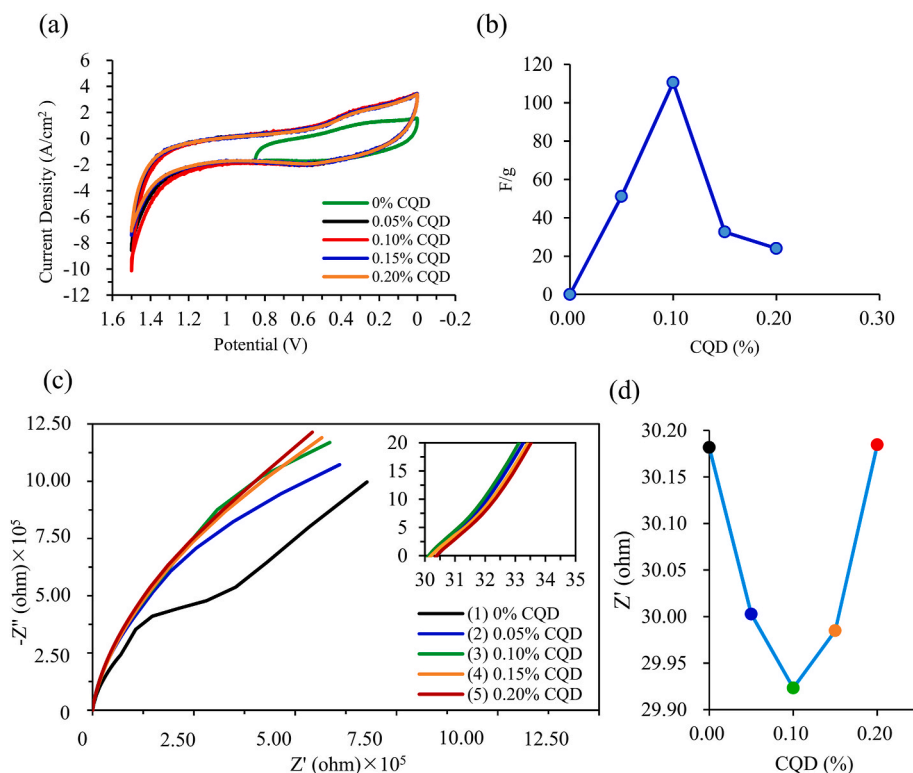 (a)
Current Density (A/cm²)
6
4
2
0
-2
-4
-6
-8
-10
-12
1.6 1.4 1.2 1 0.8 0.6 0.4 0.2 0 -0.2
Potential (V)
0% CQD
0.05% CQD
0.10% CQD
0.15% CQD
0.20% CQD
(b)
F/g
120
100
80
60
40
20
0
0.00 0.10 0.20 0.30
CQD (%)
(c)
-Z'' (ohm)×10⁵
12.50
10.00
7.50
5.00
2.50
0
0 2.50 5.00 7.50 10.00 12.50
Z' (ohm)×10⁵
20
15
10
5
0
30 31 32 33 34 35
(1) 0% CQD
(2) 0.05% CQD
(3) 0.10% CQD
(4) 0.15% CQD
(5) 0.20% CQD
(d)
Z' (ohm)
30.20
30.15
30.10
30.05
30.00
29.95
29.90
0.00 0.10 0.20
CQD (%)